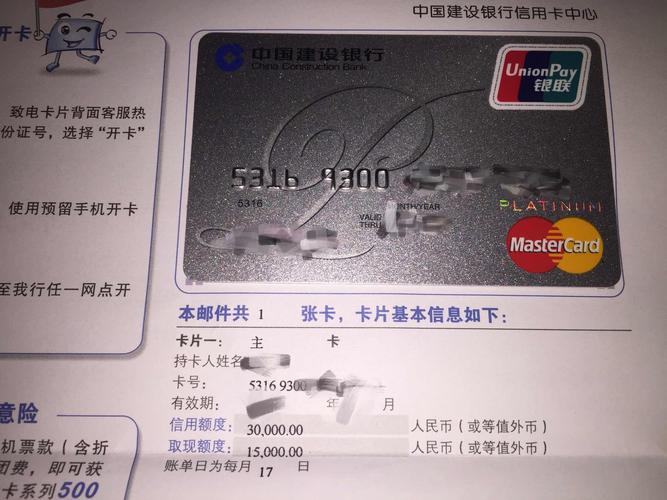 中国建设银行信用卡中心
开卡
致电卡片背面客服热
份证号，选择“开卡”
使用预留手机开卡
至我行任一网点开
中国建设银行
China Construction Bank
UnionPay
银联
5316 9300
5316
VALID THRU
MONTH/YEAR
PLATINUM
MasterCard
本邮件共 1 张卡，卡片基本信息如下：
卡片一： 主 卡
持卡人姓名
卡号： 5316 9300
有效期： 年 月
信用额度： 30,000.00 人民币（或等值外币）
取现额度： 15,000.00 人民币（或等值外币）
账单日为每月 17 日
意险
机票款（含折
团费，即可获
卡系列500